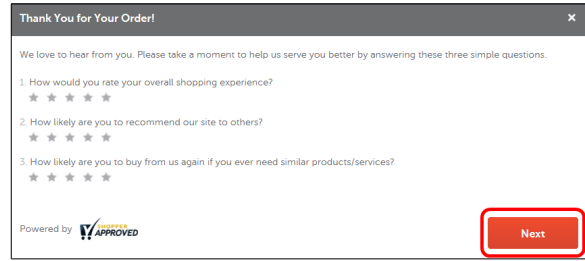 Thank You for Your Order! ×
We love to hear from you. Please take a moment to help us serve you better by answering these three simple questions.
1. How would you rate your overall shopping experience?
2. How likely are you to recommend our site to others?
3. How likely are you to buy from us again if you ever need similar products/services?
Powered by SHOPPER APPROVED
Next